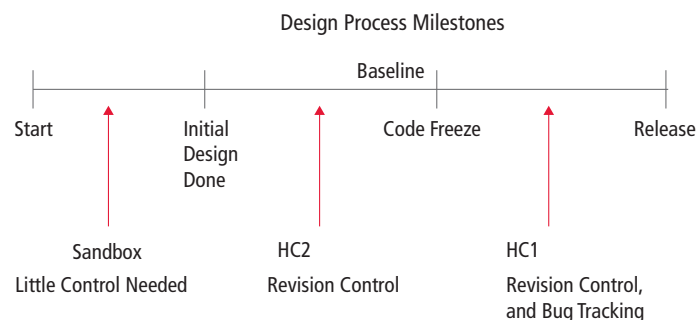 Design Process Milestones
Baseline
Start
Initial
Design
Done
Code Freeze
Release
Sandbox
Little Control Needed
HC2
Revision Control
HC1
Revision Control,
and Bug Tracking